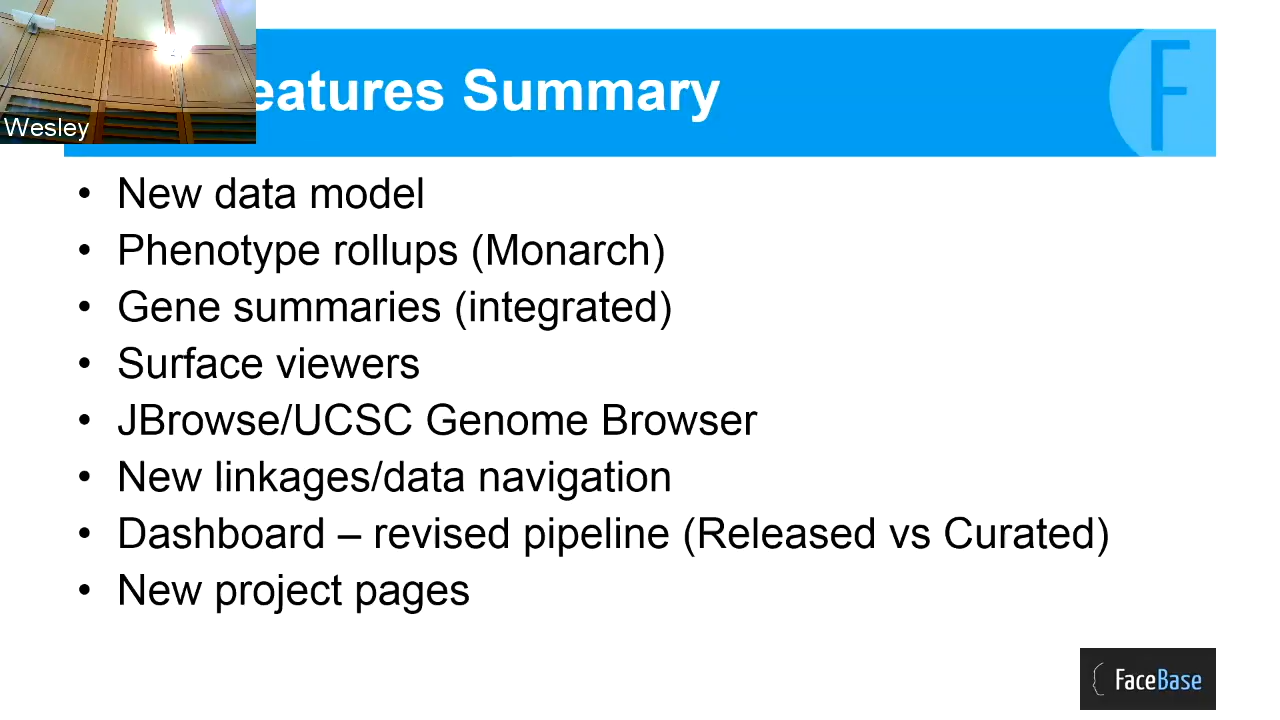 eatures Summary
F
Wesley
• New data model
• Phenotype rollups (Monarch)
• Gene summaries (integrated)
• Surface viewers
• JBrowse/UCSC Genome Browser
• New linkages/data navigation
• Dashboard – revised pipeline (Released vs Curated)
• New project pages
FaceBase